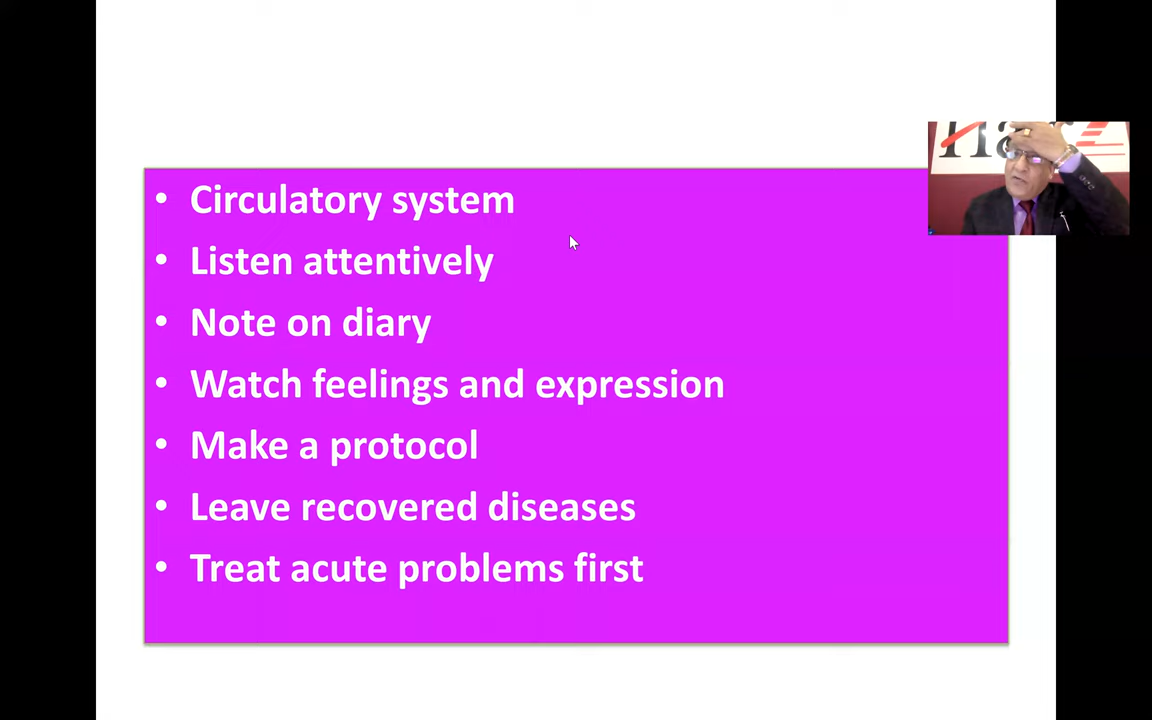 • Circulatory system
• Listen attentively
• Note on diary
• Watch feelings and expression
• Make a protocol
• Leave recovered diseases
• Treat acute problems first